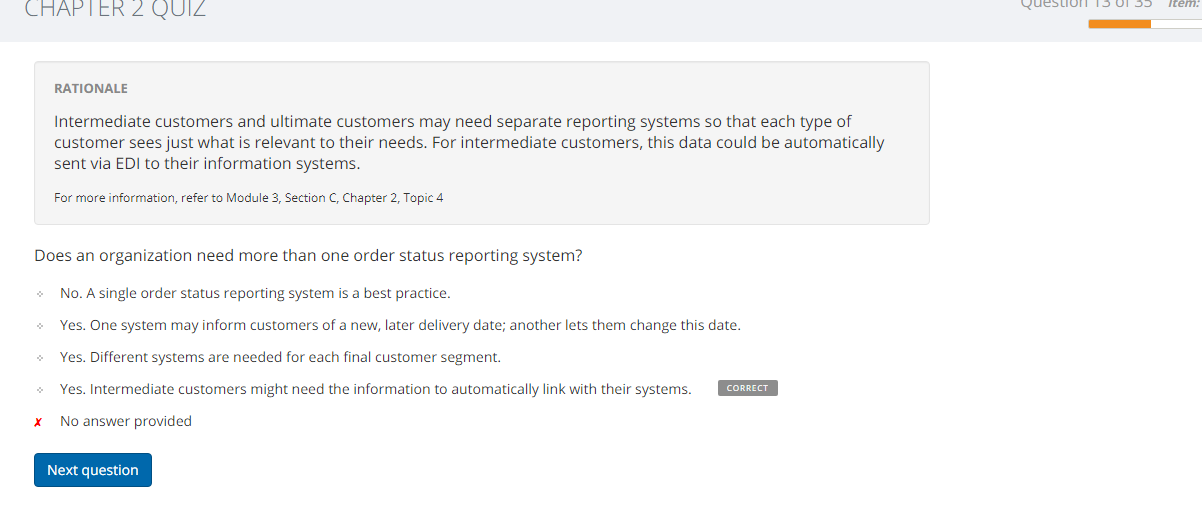 CHAPTER 2 QUIZ
Question 13 of 35 Item:
RATIONALE
Intermediate customers and ultimate customers may need separate reporting systems so that each type of
customer sees just what is relevant to their needs. For intermediate customers, this data could be automatically
sent via EDI to their information systems.
For more information, refer to Module 3, Section C, Chapter 2, Topic 4
Does an organization need more than one order status reporting system?
No. A single order status reporting system is a best practice.
Yes. One system may inform customers of a new, later delivery date; another lets them change this date.
Yes. Different systems are needed for each final customer segment.
Yes. Intermediate customers might need the information to automatically link with their systems. CORRECT
✗ No answer provided
Next question